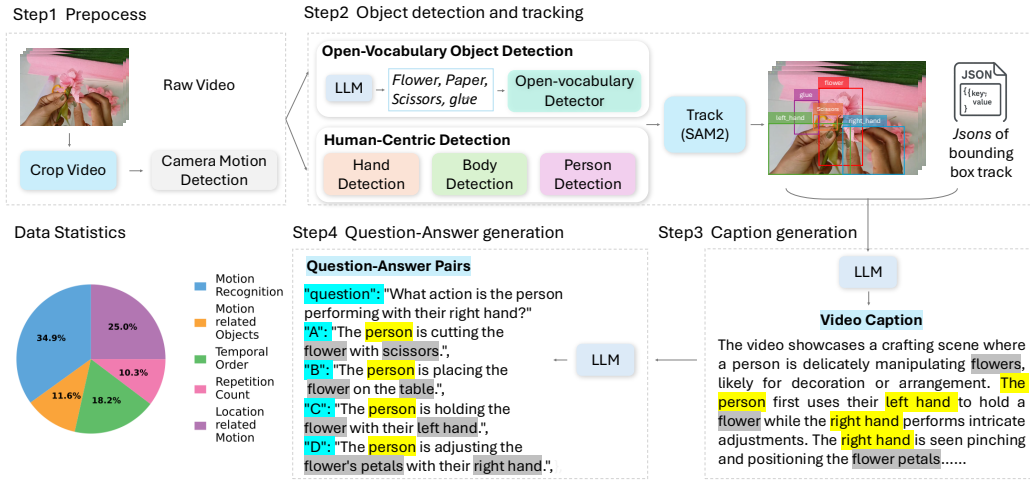 Step1 Prepocess
Raw Video
Crop Video
Camera Motion
Detection
Step2 Object detection and tracking
Open-Vocabulary Object Detection
LLM
Flower, Paper,
Scissors, glue
Open-vocabulary
Detector
Human-Centric Detection
Hand
Detection
Body
Detection
Person
Detection
Track
(SAM2)
flower
glue
Scissors
left_hand
right_hand
JSON
{{key:
value
}
Jsons of
bounding
box track
Data Statistics
34.9%
25.0%
10.3%
18.2%
11.6%
Motion
Recognition
Motion
related
Objects
Temporal
Order
Repetition
Count
Location
related
Motion
Step4 Question-Answer generation
Question-Answer Pairs
"question": "What action is the person
performing with their right hand?"
"A": "The person is cutting the
flower with scissors.",
"B": "The person is placing the
flower on the table.",
"C": "The person is holding the
flower with their left hand.",
"D": "The person is adjusting the
flower's petals with their right hand.",
LLM
Step3 Caption generation
LLM
Video Caption
The video showcases a crafting scene where
a person is delicately manipulating flowers,
likely for decoration or arrangement. The
person first uses their left hand to hold a
flower while the right hand performs intricate
adjustments. The right hand is seen pinching
and positioning the flower petals......